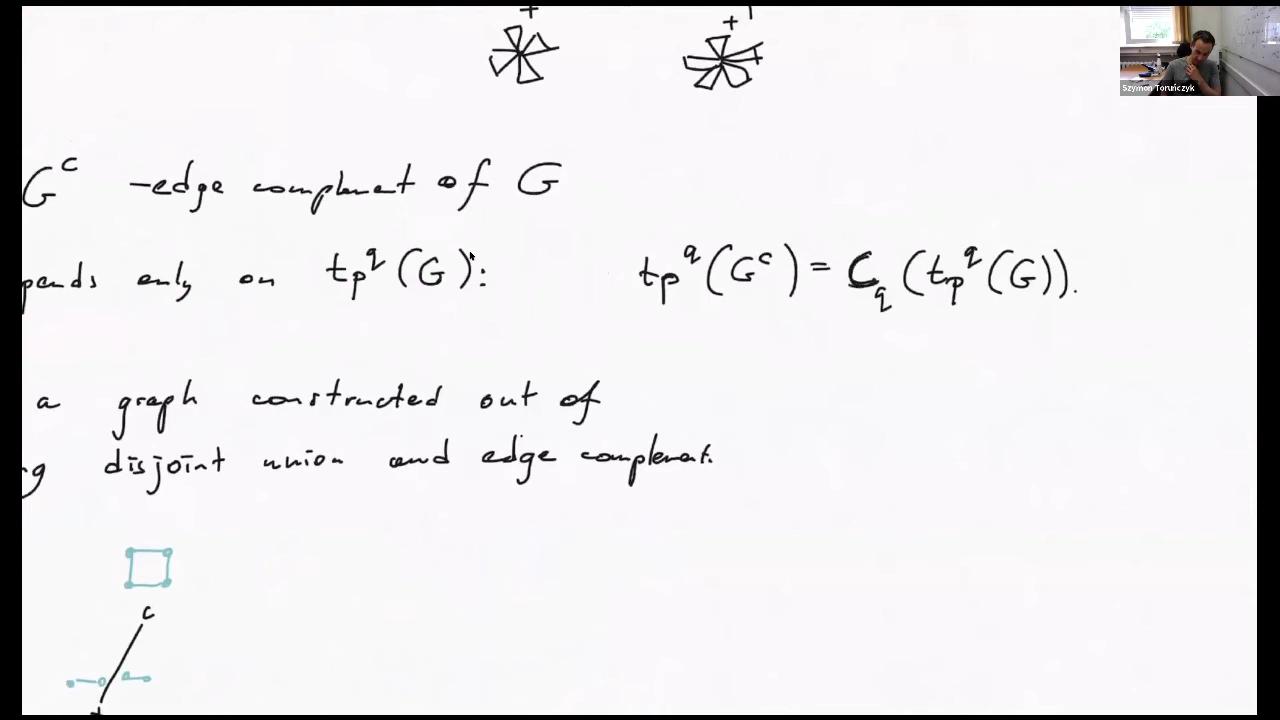 + +
Szymon Toruńczyk
G^c - edge complement of G
pends only on tp^q(G): tp^q(G^c) = C_q(tp^q(G)).
a graph constructed out of
g disjoint union and edge complement.
c
+